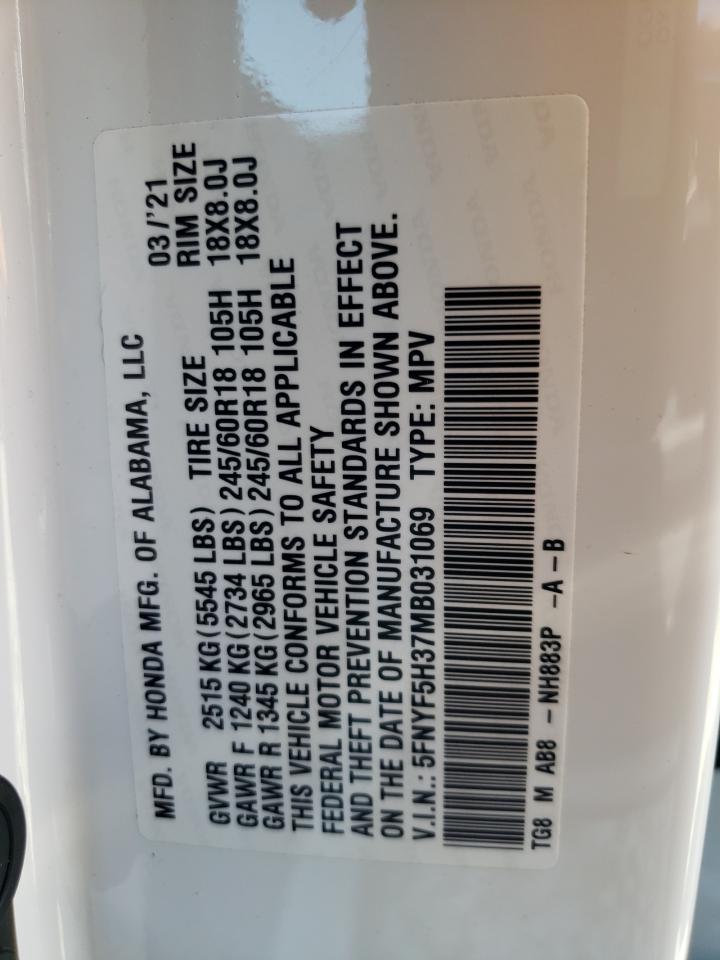 MFD. BY HONDA MFG. OF ALABAMA, LLC 03/'21
RIM SIZE
GVWR 2515 KG(5545 LBS) TIRE SIZE
GAWR F 1240 KG(2734 LBS)245/60R18 105H 18X8.0J
GAWR R 1345 KG(2965 LBS)245/60R18 105H 18X8.0J
THIS VEHICLE CONFORMS TO ALL APPLICABLE
FEDERAL MOTOR VEHICLE SAFETY
AND THEFT PREVENTION STANDARDS IN EFFECT
ON THE DATE OF MANUFACTURE SHOWN ABOVE.
V.I.N.: 5FNYF5H37MB031069 TYPE: MPV
TG8 M AB8 - NH883P -A - B